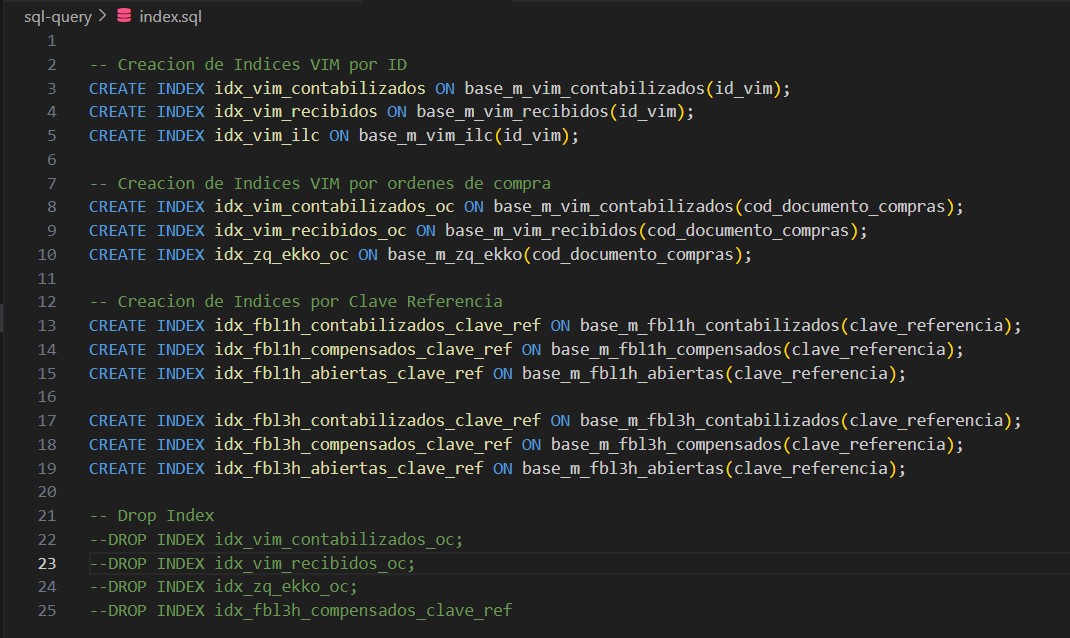 sql-query > index.sql
1
2 -- Creacion de Indices VIM por ID
3 CREATE INDEX idx_vim_contabilizados ON base_m_vim_contabilizados(id_vim);
4 CREATE INDEX idx_vim_recibidos ON base_m_vim_recibidos(id_vim);
5 CREATE INDEX idx_vim_ilc ON base_m_vim_ilc(id_vim);
6
7 -- Creacion de Indices VIM por ordenes de compra
8 CREATE INDEX idx_vim_contabilizados_oc ON base_m_vim_contabilizados(cod_documento_compras);
9 CREATE INDEX idx_vim_recibidos_oc ON base_m_vim_recibidos(cod_documento_compras);
10 CREATE INDEX idx_zq_ekko_oc ON base_m_zq_ekko(cod_documento_compras);
11
12 -- Creacion de Indices por Clave Referencia
13 CREATE INDEX idx_fbl1h_contabilizados_clave_ref ON base_m_fbl1h_contabilizados(clave_referencia);
14 CREATE INDEX idx_fbl1h_compensados_clave_ref ON base_m_fbl1h_compensados(clave_referencia);
15 CREATE INDEX idx_fbl1h_abiertas_clave_ref ON base_m_fbl1h_abiertas(clave_referencia);
16
17 CREATE INDEX idx_fbl3h_contabilizados_clave_ref ON base_m_fbl3h_contabilizados(clave_referencia);
18 CREATE INDEX idx_fbl3h_compensados_clave_ref ON base_m_fbl3h_compensados(clave_referencia);
19 CREATE INDEX idx_fbl3h_abiertas_clave_ref ON base_m_fbl3h_abiertas(clave_referencia);
20
21 -- Drop Index
22 --DROP INDEX idx_vim_contabilizados_oc;
23 --DROP INDEX idx_vim_recibidos_oc;
24 --DROP INDEX idx_zq_ekko_oc;
25 --DROP INDEX idx_fbl3h_compensados_clave_ref